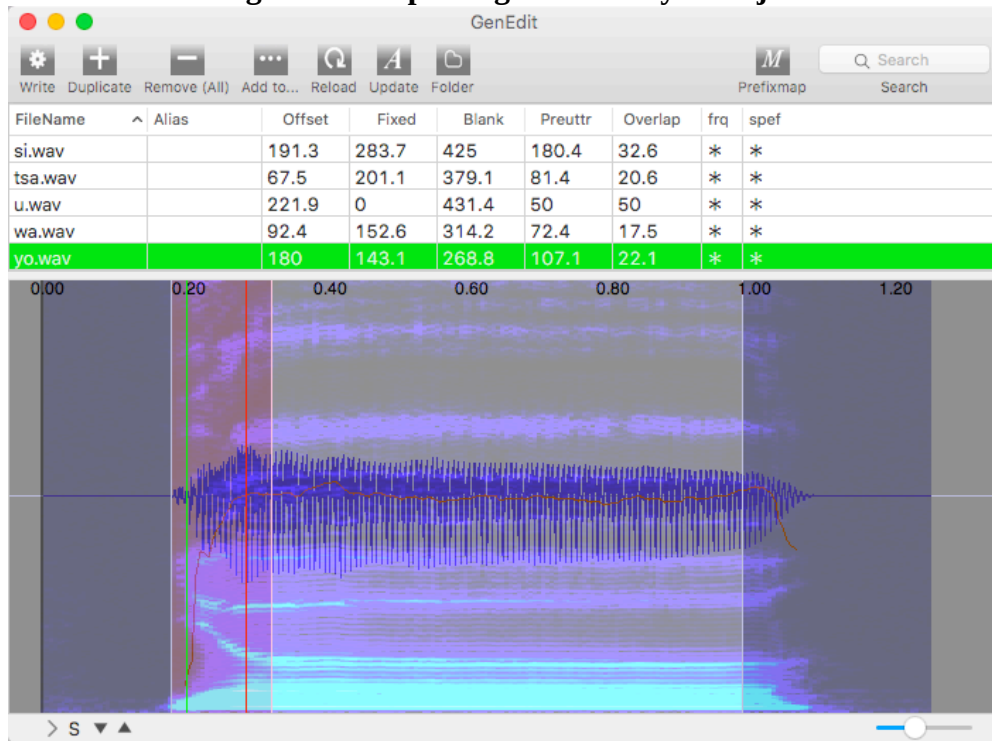 GenEdit
Write Duplicate Remove (All) Add to... Reload Update Folder Prefixmap Search Search
FileName Alias Offset Fixed Blank Preuttr Overlap frq spef
si.wav 191.3 283.7 425 180.4 32.6 * *
tsa.wav 67.5 201.1 379.1 81.4 20.6 * *
u.wav 221.9 0 431.4 50 50 * *
wa.wav 92.4 152.6 314.2 72.4 17.5 * *
yo.wav 180 143.1 268.8 107.1 22.1 * *
0.00 0.20 0.40 0.60 0.80 1.00 1.20
S